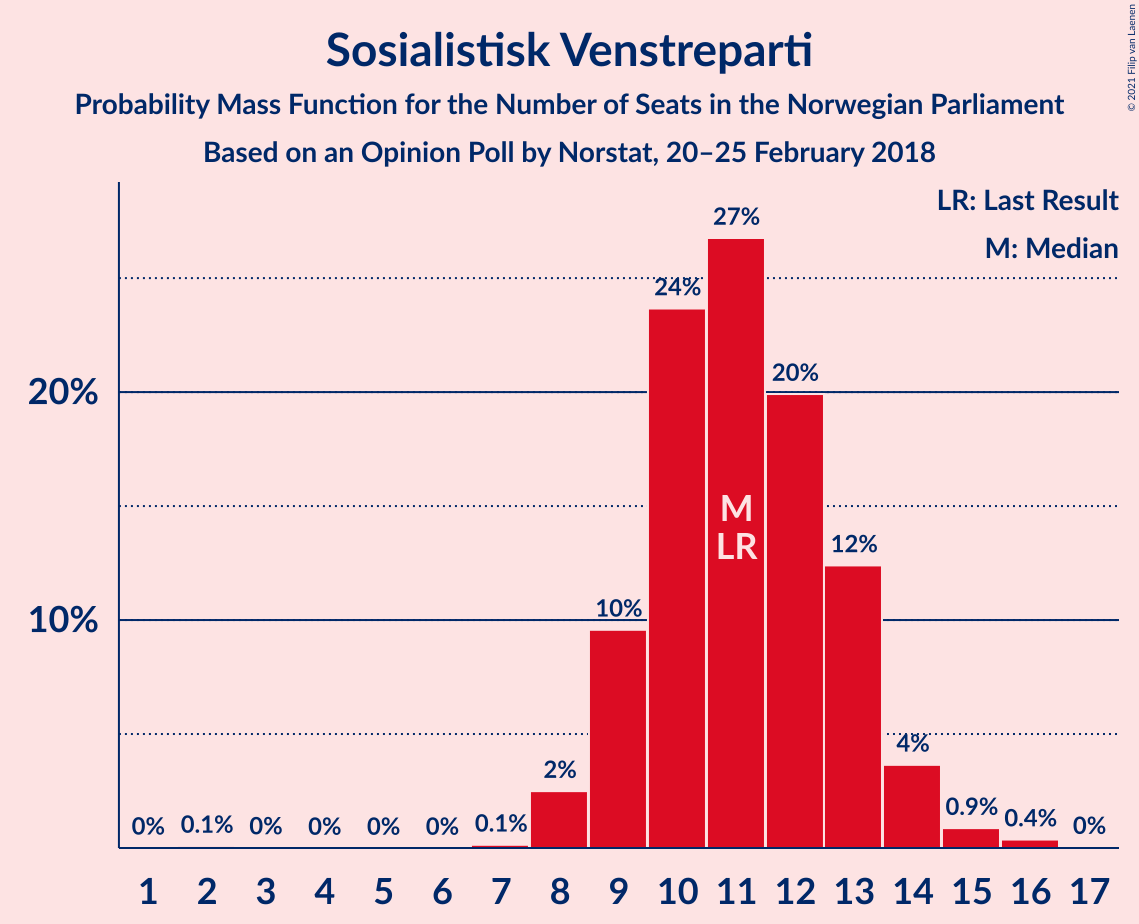 Sosialistisk Venstreparti
Probability Mass Function for the Number of Seats in the Norwegian Parliament
Based on an Opinion Poll by Norstat, 20–25 February 2018
© 2021 Filip van Laenen
LR: Last Result
M: Median
27%
24%
20%
20%
M
LR
12%
10%
10%
4%
2%
0% 0.1% 0% 0% 0% 0% 0.1% 0.9% 0.4% 0%
1 2 3 4 5 6 7 8 9 10 11 12 13 14 15 16 17